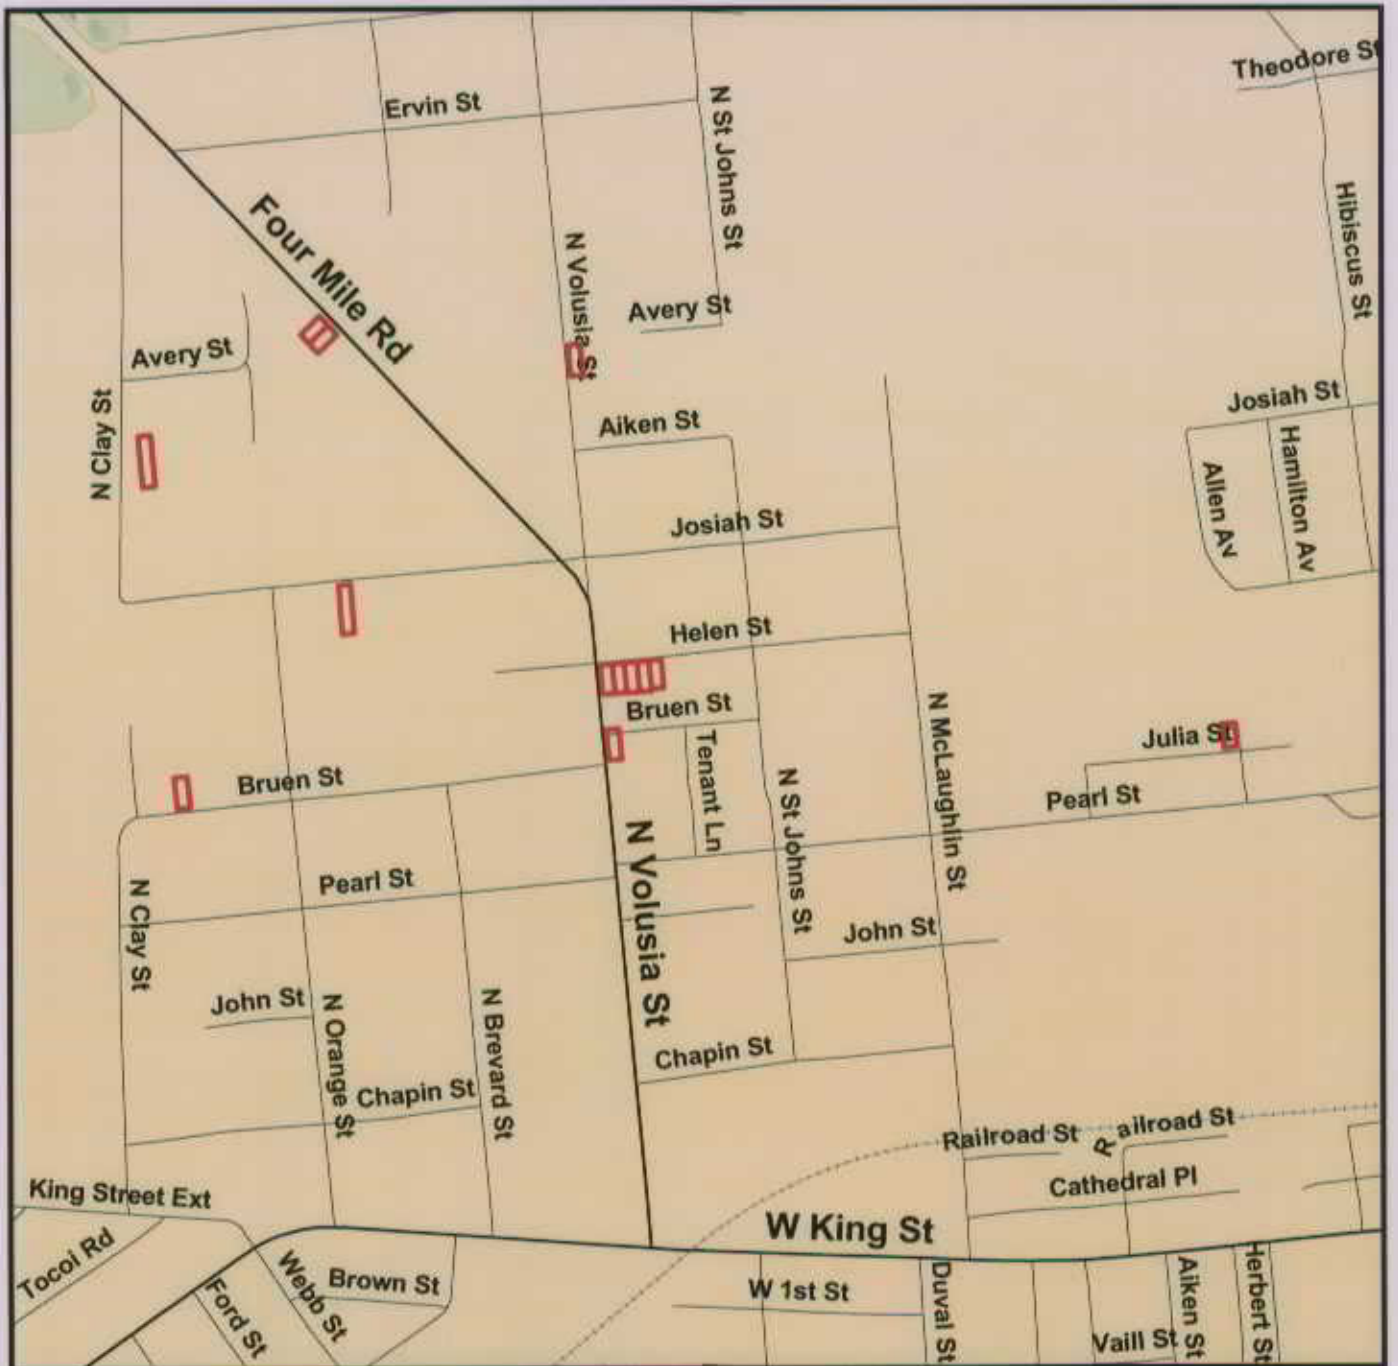 Theodore St
Ervin St
N St Johns St
Hibiscus St
Four Mile Rd
N Volusia St
Avery St
Avery St
N Clay St
Josiah St
Aiken St
Hamilton Av
Allen Av
Josiah St
Helen St
Bruen St
Tenant Ln
N McLaughlin St
Julia St
Bruen St
N St Johns St
Pearl St
N Volusia St
Pearl St
N Clay St
John St
John St
N Orange St
N Brevard St
Chapin St
Chapin St
Railroad St
Railroad St
Cathedral Pl
King Street Ext
W King St
Tocoi Rd
Webb St
Brown St
Ford St
W 1st St
Duval St
Aiken St
Herbert St
Vaill St